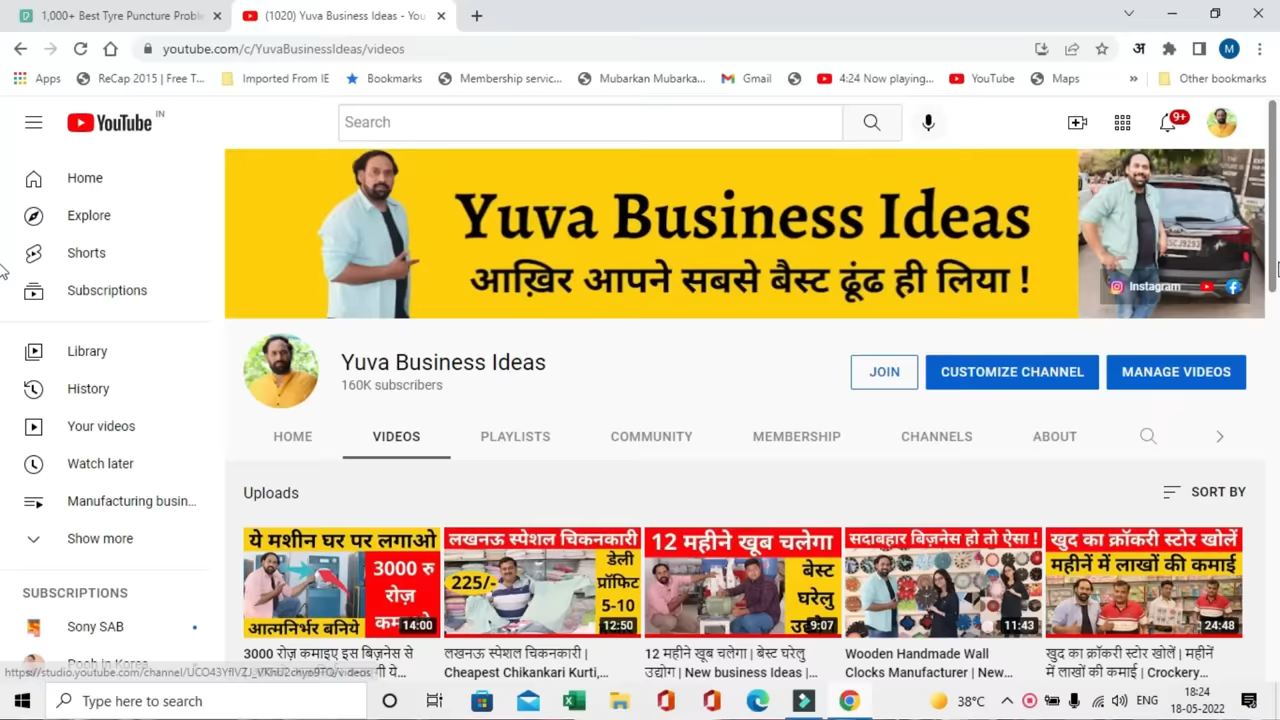 1,000+ Best Tyre Puncture Probl
(1020) Yuva Business Ideas - You
youtube.com/c/YuvaBusinessIdeas/videos
अ
M
Apps
ReCap 2015 | Free T...
Imported From IE
Bookmarks
Membership servic...
Mubarkan Mubarka...
Gmail
4:24 Now playing...
YouTube
Maps
»
Other bookmarks
YouTube IN
Search
9+
Home
Explore
Shorts
Subscriptions
Library
History
Your videos
Watch later
Manufacturing busin...
Show more
SUBSCRIPTIONS
Sony SAB
Yuva Business Ideas
आख़िर आपने सबसे बैस्ट ढूंढ ही लिया !
Instagram
Yuva Business Ideas
160K subscribers
JOIN
CUSTOMIZE CHANNEL
MANAGE VIDEOS
HOME
VIDEOS
PLAYLISTS
COMMUNITY
MEMBERSHIP
CHANNELS
ABOUT
Uploads
SORT BY
ये मशीन घर पर लगाओ
3000 रु
रोज़
आत्मनिर्भर बनिये
14:00
3000 रोज़ कमाइए इस बिज़नेस से
लखनऊ स्पेशल चिकनकारी
225/-
डेली
प्रॉफिट
5-10
12:50
लखनऊ स्पेशल चिकनकारी |
Cheapest Chikankari Kurti,...
12 महीने खूब चलेगा
बेस्ट
घरेलु
9:07
12 महीने खूब चलेगा | बेस्ट घरेलु
उद्योग | New business Ideas |...
सदाबहार बिज़नेस हो तो ऐसा !
11:43
Wooden Handmade Wall
Clocks Manufacturer | New...
खुद का क्रॉकरी स्टोर खोलें
महीनें में लाखों की कमाई
24:48
खुद का क्रॉकरी स्टोर खोलें | महीनें
में लाखों की कमाई | Crockery...
Type here to search
38°C
ENG
18:24
18-05-2022